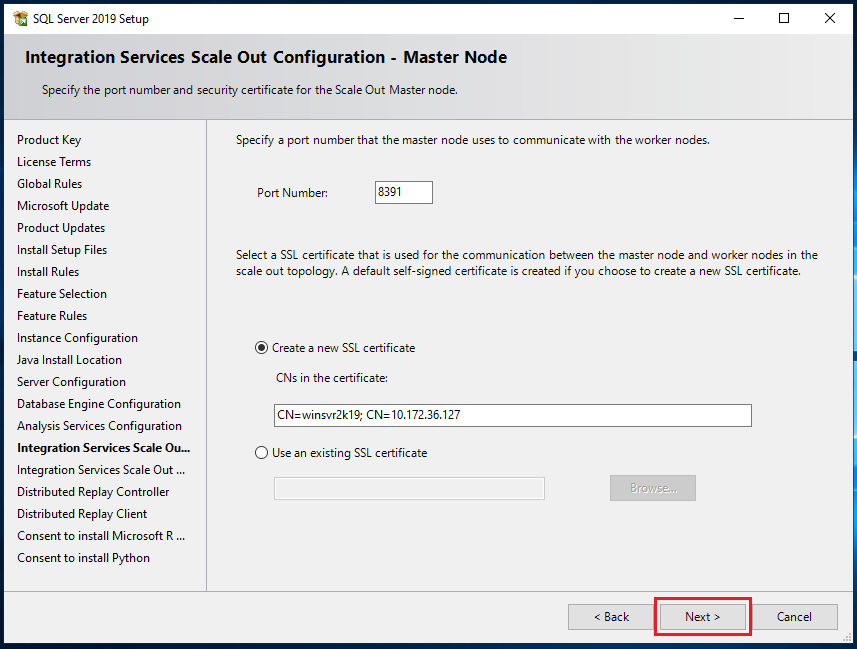 SQL Server 2019 Setup
Integration Services Scale Out Configuration - Master Node
Specify the port number and security certificate for the Scale Out Master node.
Product Key
License Terms
Global Rules
Microsoft Update
Product Updates
Install Setup Files
Install Rules
Feature Selection
Feature Rules
Instance Configuration
Java Install Location
Server Configuration
Database Engine Configuration
Analysis Services Configuration
Integration Services Scale Ou...
Integration Services Scale Out ...
Distributed Replay Controller
Distributed Replay Client
Consent to install Microsoft R ...
Consent to install Python
Specify a port number that the master node uses to communicate with the worker nodes.
Port Number: 8391
Select a SSL certificate that is used for the communication between the master node and worker nodes in the
scale out topology. A default self-signed certificate is created if you choose to create a new SSL certificate.
Create a new SSL certificate
CNs in the certificate:
CN=winsvr2k19; CN=10.172.36.127
Use an existing SSL certificate
Browse...
< Back Next > Cancel